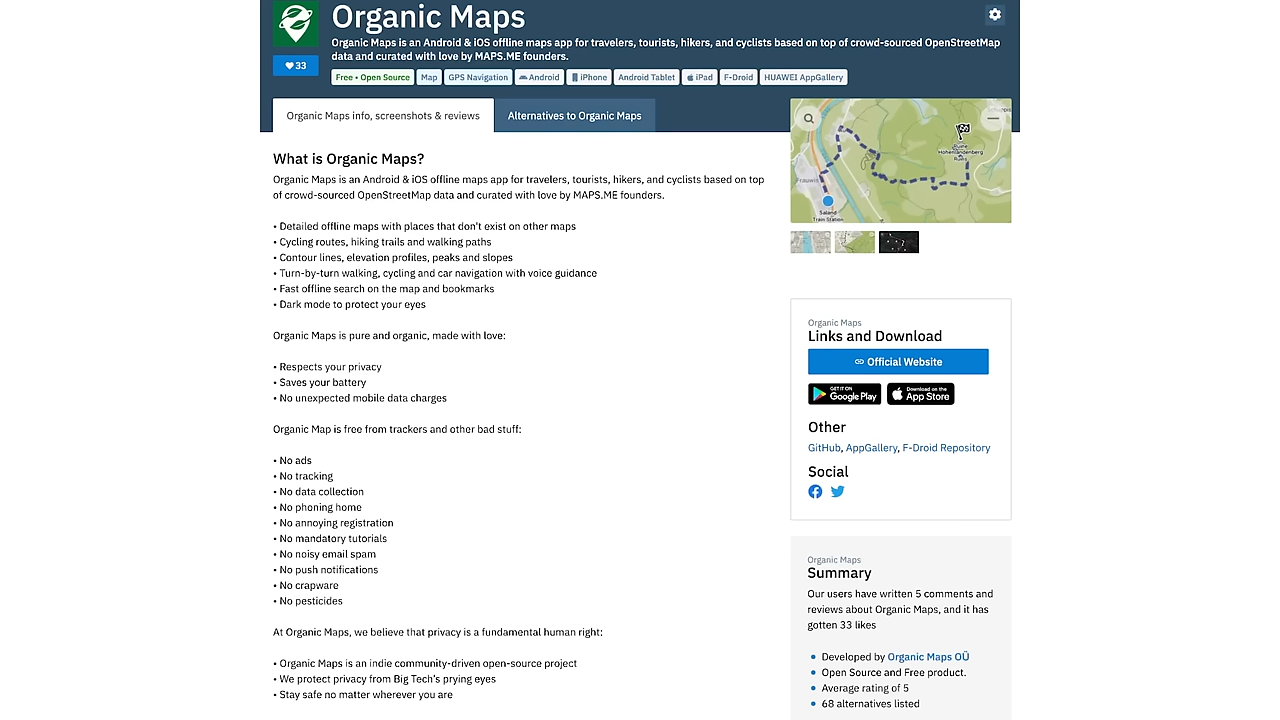 Organic Maps
Organic Maps is an Android & iOS offline maps app for travelers, tourists, hikers, and cyclists based on top of crowd-sourced OpenStreetMap
data and curated with love by MAPS.ME founders.
33
Free • Open Source
Map
GPS Navigation
Android
iPhone
Android Tablet
iPad
F-Droid
HUAWEI AppGallery
Organic Maps info, screenshots & reviews
Alternatives to Organic Maps
What is Organic Maps?
Organic Maps is an Android & iOS offline maps app for travelers, tourists, hikers, and cyclists based on top
of crowd-sourced OpenStreetMap data and curated with love by MAPS.ME founders.
• Detailed offline maps with places that don't exist on other maps
• Cycling routes, hiking trails and walking paths
• Contour lines, elevation profiles, peaks and slopes
• Turn-by-turn walking, cycling and car navigation with voice guidance
• Fast offline search on the map and bookmarks
• Dark mode to protect your eyes
Organic Maps is pure and organic, made with love:
• Respects your privacy
• Saves your battery
• No unexpected mobile data charges
Organic Map is free from trackers and other bad stuff:
• No ads
• No tracking
• No data collection
• No phoning home
• No annoying registration
• No mandatory tutorials
• No noisy email spam
• No push notifications
• No crapware
• No pesticides
At Organic Maps, we believe that privacy is a fundamental human right:
• Organic Maps is an indie community-driven open-source project
• We protect privacy from Big Tech's prying eyes
• Stay safe no matter wherever you are
Ruine
Hohenlandenberg
Ruins
Saland
Train Station
Organic Maps
Links and Download
Official Website
GET IT ON
Google Play
Download on the
App Store
Other
GitHub, AppGallery, F-Droid Repository
Social
Organic Maps
Summary
Our users have written 5 comments and
reviews about Organic Maps, and it has
gotten 33 likes
Developed by Organic Maps OÜ
Open Source and Free product.
Average rating of 5
68 alternatives listed